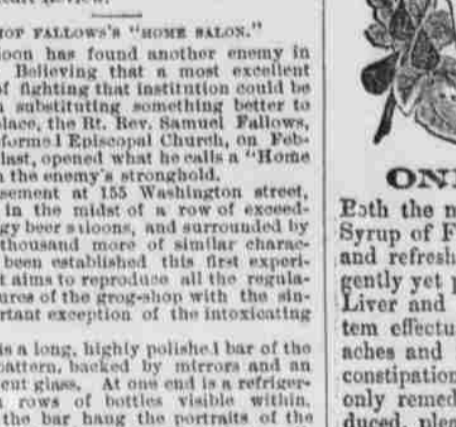 HOP FALLOWS'S "HOME SALON."
oon has found another enemy in
Believing that a most excellent
of fighting that institution could be
substituting something better to
place, the Rt. Rev. Samuel Fallows,
forme l Episcopal Church, on Feb-
last, opened what he calls a "Home
n the enemy's stronghold.
sement at 155 Washington street,
in the midst of a row of exceed-
gy beer saloons, and surrounded by
thousand more of similar charac-
been established this first experi-
t aims to reproduce all the regula-
ures of the grog-shop with the sin-
rtant exception of the intoxicating
is a long, highly polishe l bar of the
pattern, backed by mirrors and an
ent glass. At one end is a refriger-
rows of bottles visible within.
the bar hang the portraits of the
ON
Both the m
Syrup of F
and refresh
gently yet p
Liver and
tem effectu
aches and
constipation
only remed
duced, plea